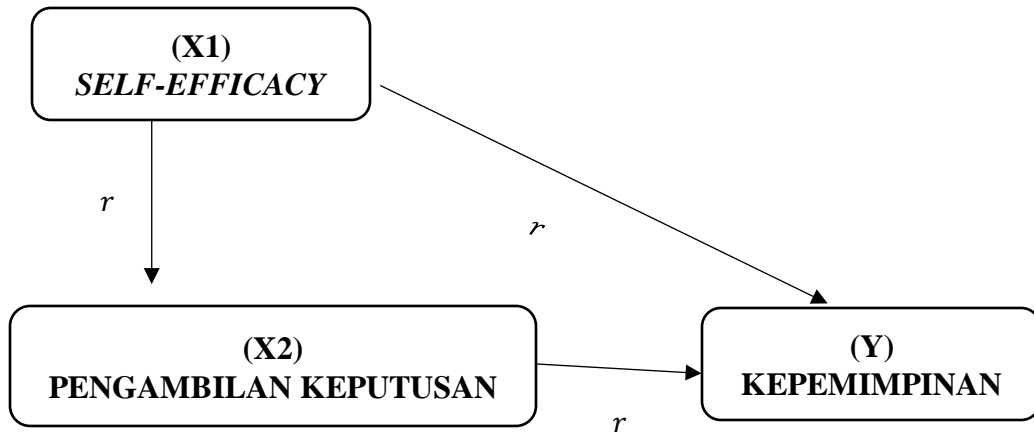 (X1)
SELF-EFFICACY
r
r
(X2)
PENGAMBILAN KEPUTUSAN
(Y)
KEPEMIMPINAN
r